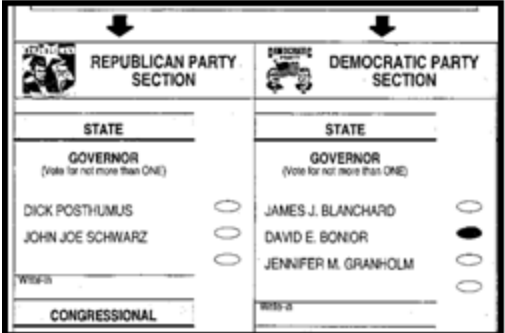 REPUBLICAN PARTY
SECTION
STATE
GOVERNOR
(Vote for not more than ONE)
DICK POSTHUMUS
JOHN JOE SCHWARZ
Write-in
CONGRESSIONAL
DEMOCRATIC
PARTY
DEMOCRATIC PARTY
SECTION
STATE
GOVERNOR
(Vote for not more than ONE)
JAMES J. BLANCHARD
DAVID E. BONIOR
JENNIFER M. GRANHOLM
Write-in